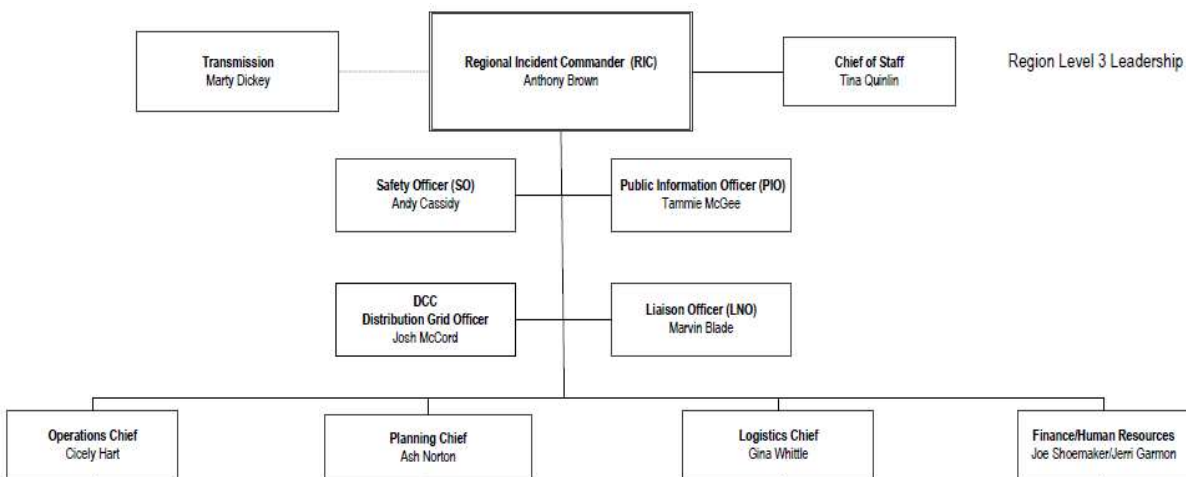 Transmission
Marty Dickey
Regional Incident Commander (RIC)
Anthony Brown
Chief of Staff
Tina Quinlin
Region Level 3 Leadership
Safety Officer (SO)
Andy Cassidy
Public Information Officer (PIO)
Tammie McGee
DCC
Distribution Grid Officer
Josh McCord
Liaison Officer (LNO)
Marvin Blade
Operations Chief
Cicely Hart
Planning Chief
Ash Norton
Logistics Chief
Gina Whittle
Finance/Human Resources
Joe Shoemaker/Jerri Garmon